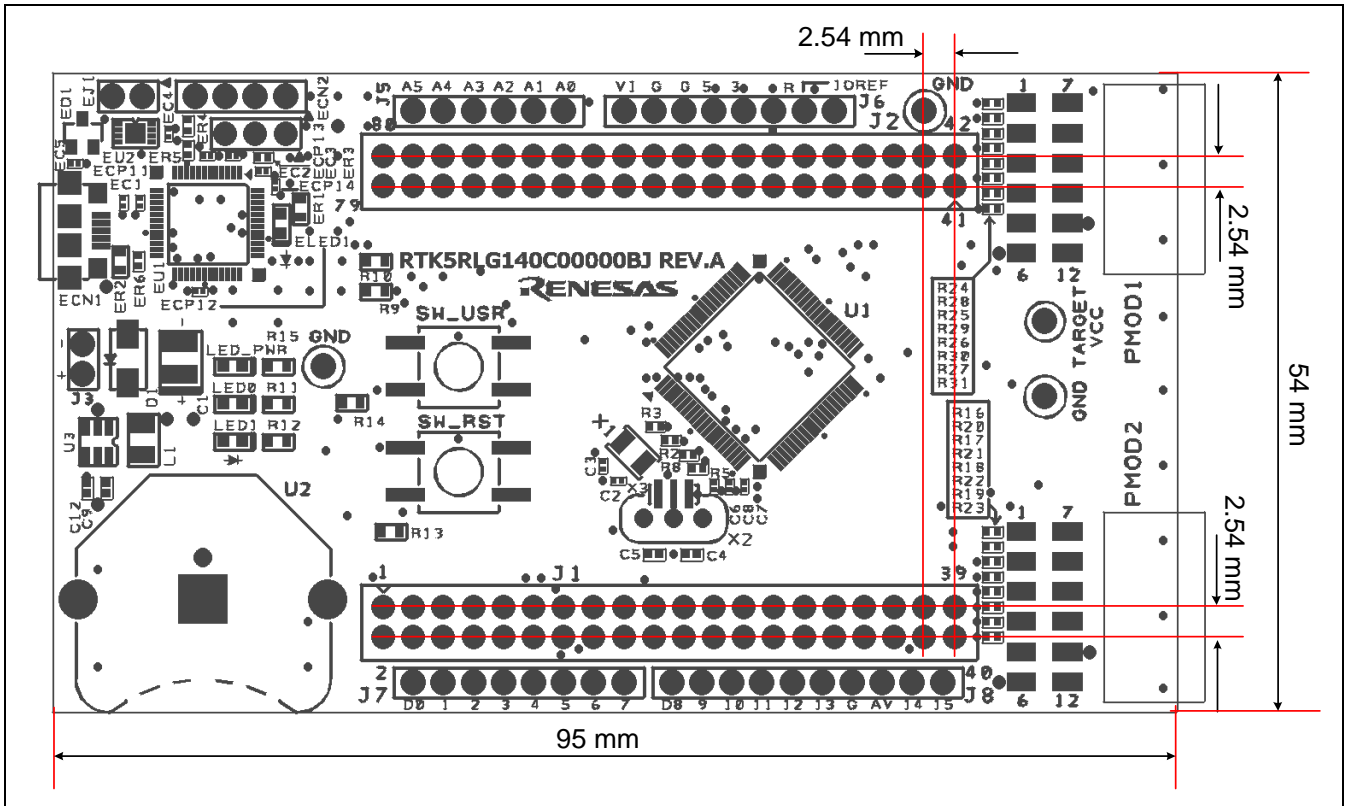 2.54 mm
ED1
EJ1
EC4
ER4
ECN2
J5
A5 A4 A3 A2 A1 A0
VI G G 5 3 R IOREF
J6
GND
1 7
80
J2
42
EC5
EU2
ER5
ECP11
EC1
ECP13
EC3
ER3
EC2
ECP14
79
41
ER1
ELED1
2.54 mm
ECN1
ER2
ER6
EU1
ECP12
R10
RTK5RLG140C00000BJ REV.A
RENESAS
R9
6 12
U1
R24
R28
R25
R29
R26
R30
R27
R31
GND TARGET
VCC
PMOD1
SW_USR
GND
R15
LED_PWR
- +
J3
D1
-
+
C1
LED0 R11
LED1 R12
R14
SW_RST
54 mm
U3
L1
R3
R2
R8
R5
C3
C2
X3
+
R16
R20
R17
R21
R18
R22
R19
R23
PMOD2
C12
C9
U2
R13
C6
C8
C7
X2
C5 C4
1 7
2.54 mm
1
J1
39
2
40
J7
D0 1 2 3 4 5 6 7
D8 9 10 11 12 13 G AV 14 15
J8
6 12
95 mm